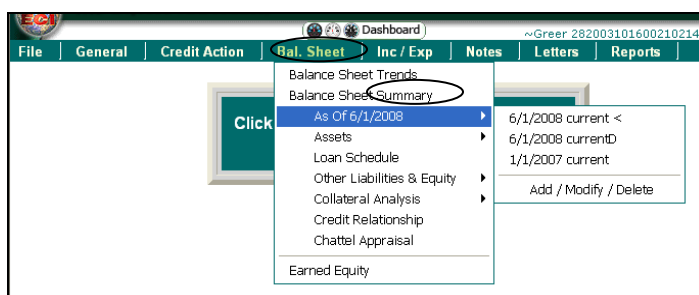 ECI
Dashboard
~Greer 282003101600210214
File General Credit Action Bal. Sheet Inc / Exp Notes Letters Reports
Balance Sheet Trends
Balance Sheet Summary
Click
As Of 6/1/2008
6/1/2008 current <
Assets
6/1/2008 currentD
Loan Schedule
1/1/2007 current
Other Liabilities & Equity
Add / Modify / Delete
Collateral Analysis
Credit Relationship
Chattel Appraisal
Earned Equity